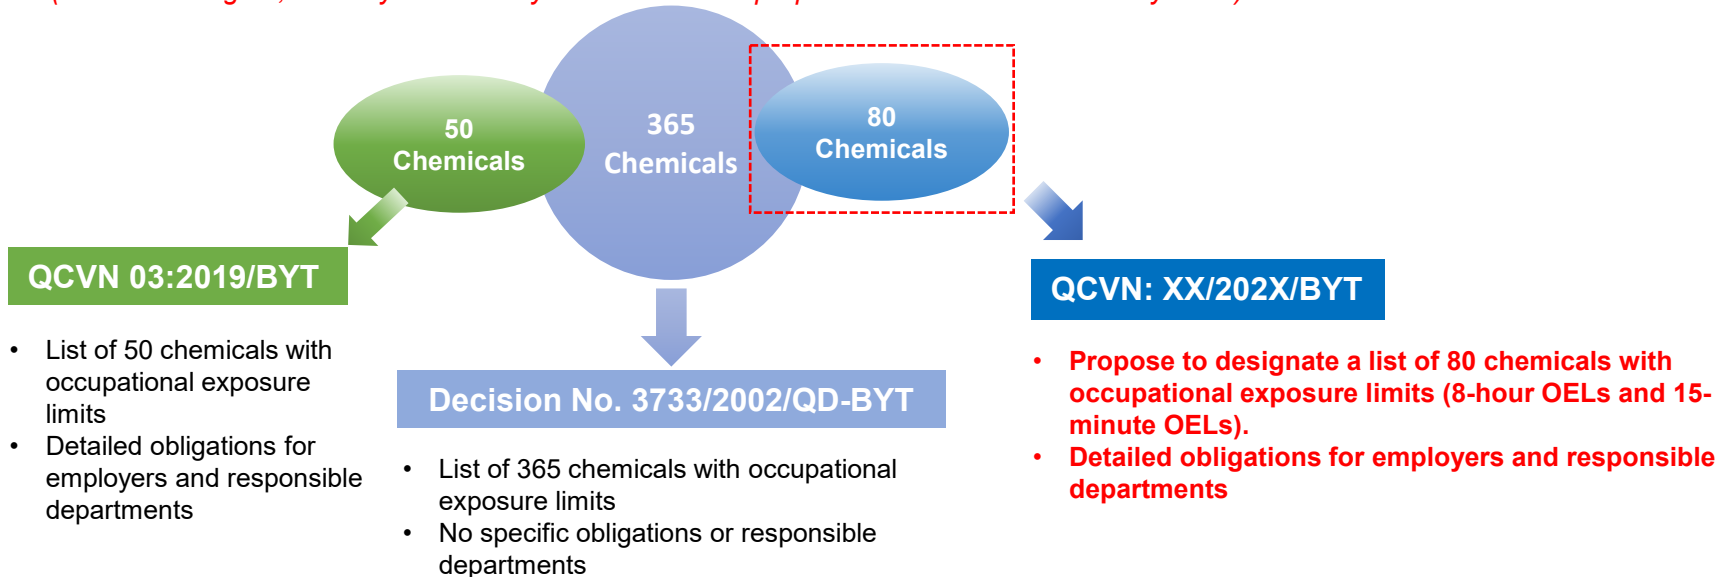 50
Chemicals
365
Chemicals
80
Chemicals
QCVN 03:2019/BYT
• List of 50 chemicals with
occupational exposure
limits
• Detailed obligations for
employers and responsible
departments
Decision No. 3733/2002/QD-BYT
• List of 365 chemicals with occupational
exposure limits
• No specific obligations or responsible
departments
QCVN: XX/202X/BYT
• Propose to designate a list of 80 chemicals with
occupational exposure limits (8-hour OELs and 15-
minute OELs).
• Detailed obligations for employers and responsible
departments